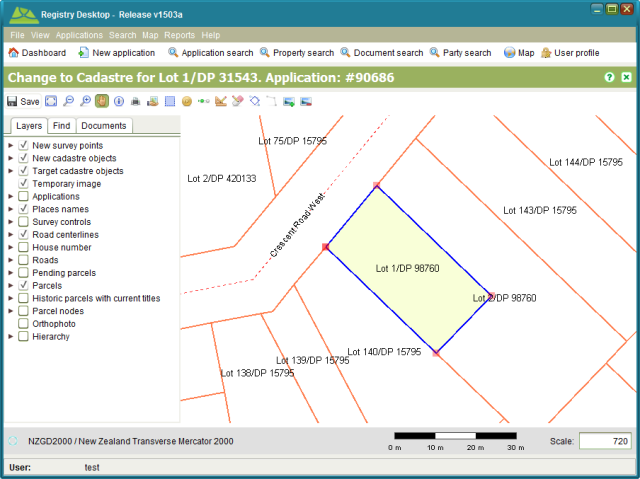 Registry Desktop - Release v1503a
File View Applications Search Map Reports Help
Dashboard New application Application search Property search Document search Party search Map User profile
Change to Cadastre for Lot 1/DP 31543. Application: #90686
Save
Layers Find Documents
New survey points
New cadastre objects
Target cadastre objects
Temporary image
Applications
Places names
Survey controls
Road centerlines
House number
Roads
Pending parcels
Parcels
Historic parcels with current titles
Parcel nodes
Orthophoto
Hierarchy
Lot 75/DP 15795
Lot 144/DP 15795
Lot 2/DP 420133
Lot 143/DP 15795
Crescent Road West
Lot 1/DP 98760
Lot 2/DP 98760
Lot 140/DP 15795
Lot 139/DP 15795
Lot 138/DP 15795
NZGD2000 / New Zealand Transverse Mercator 2000
0 m 10 m 20 m 30 m
Scale: 720
User: test